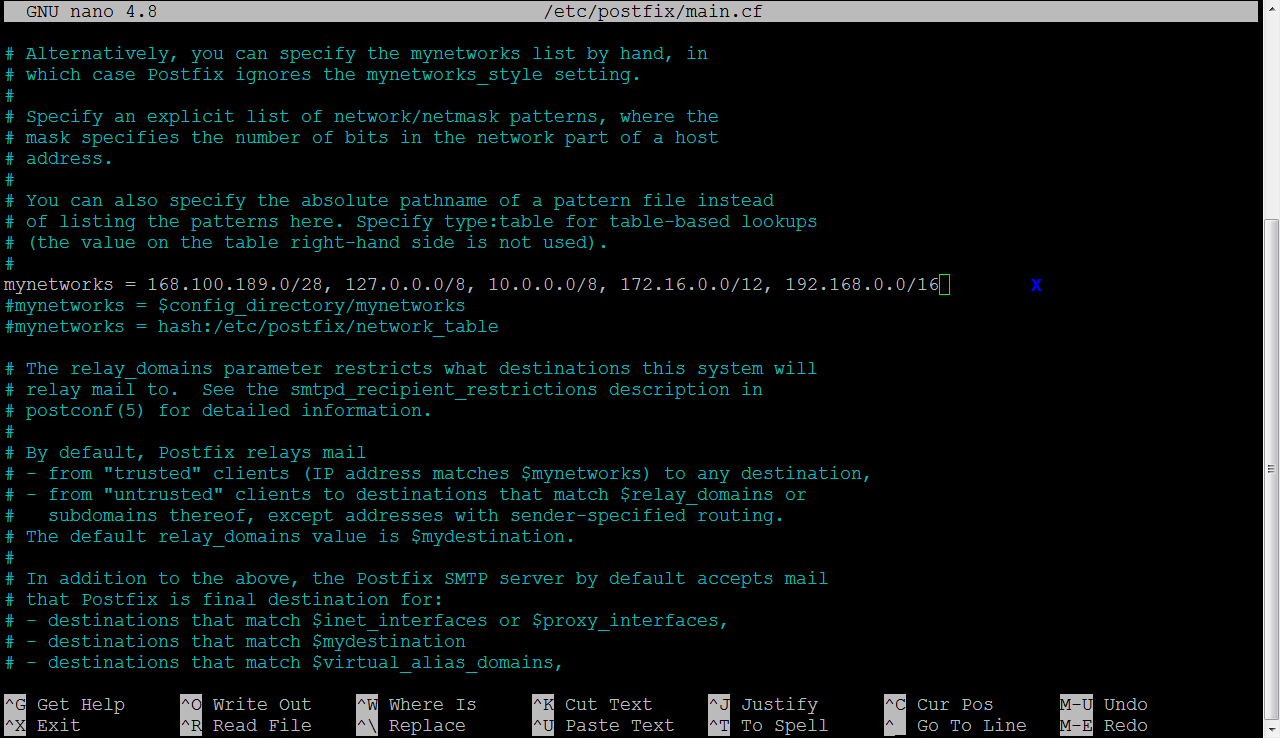 GNU nano 4.8 /etc/postfix/main.cf
# Alternatively, you can specify the mynetworks list by hand, in
# which case Postfix ignores the mynetworks_style setting.
#
# Specify an explicit list of network/netmask patterns, where the
# mask specifies the number of bits in the network part of a host
# address.
#
# You can also specify the absolute pathname of a pattern file instead
# of listing the patterns here. Specify type:table for table-based lookups
# (the value on the table right-hand side is not used).
#
mynetworks = 168.100.189.0/28, 127.0.0.0/8, 10.0.0.0/8, 172.16.0.0/12, 192.168.0.0/16 X
#mynetworks = $config_directory/mynetworks
#mynetworks = hash:/etc/postfix/network_table
# The relay_domains parameter restricts what destinations this system will
# relay mail to.  See the smtpd_recipient_restrictions description in
# postconf(5) for detailed information.
#
# By default, Postfix relays mail
# - from "trusted" clients (IP address matches $mynetworks) to any destination,
# - from "untrusted" clients to destinations that match $relay_domains or
#   subdomains thereof, except addresses with sender-specified routing.
# The default relay_domains value is $mydestination.
#
# In addition to the above, the Postfix SMTP server by default accepts mail
# that Postfix is final destination for:
# - destinations that match $inet_interfaces or $proxy_interfaces,
# - destinations that match $mydestination
# - destinations that match $virtual_alias_domains,
^G Get Help ^O Write Out ^W Where Is ^K Cut Text ^J Justify ^C Cur Pos M-U Undo
^X Exit ^R Read File ^\ Replace ^U Paste Text ^T To Spell ^_ Go To Line M-E Redo